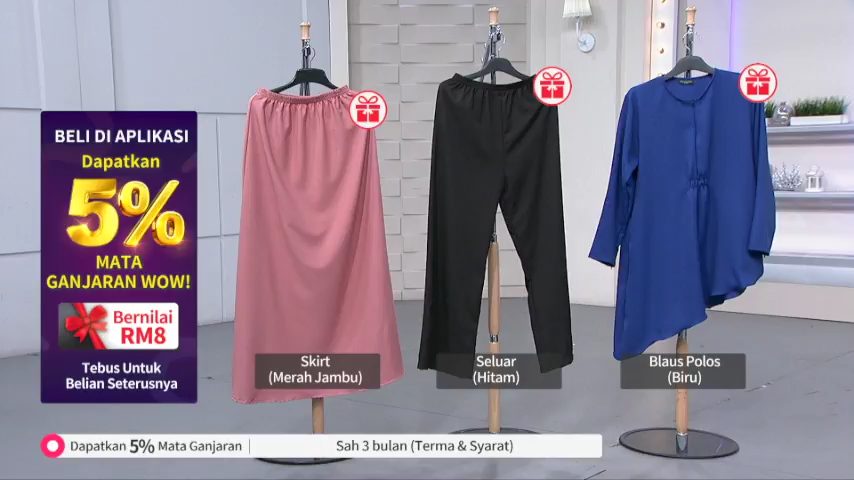 BELI DI APLIKASI
Dapatkan
5%
MATA
GANJARAN WOW!
Bernilai
RM8
Tebus Untuk
Belian Seterusnya
Skirt
(Merah Jambu)
Seluar
(Hitam)
Blaus Polos
(Biru)
Dapatkan 5% Mata Ganjaran
Sah 3 bulan (Terma & Syarat)